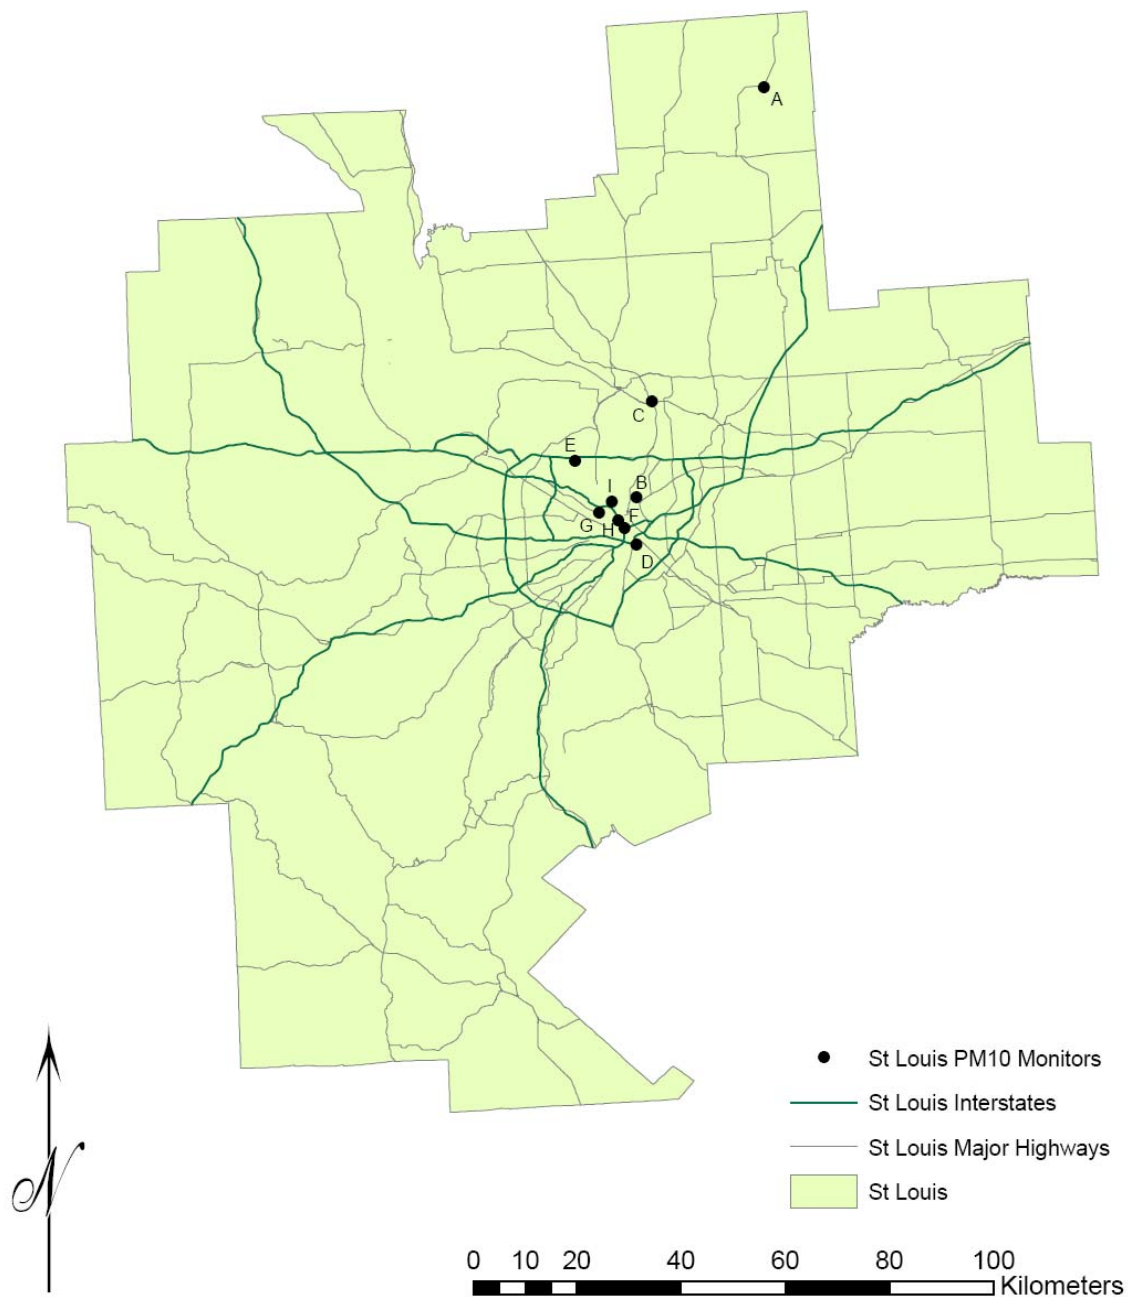 A
C
E
I
B
G
H
F
D
St Louis PM10 Monitors
St Louis Interstates
St Louis Major Highways
St Louis
N
0 10 20 40 60 80 100
Kilometers